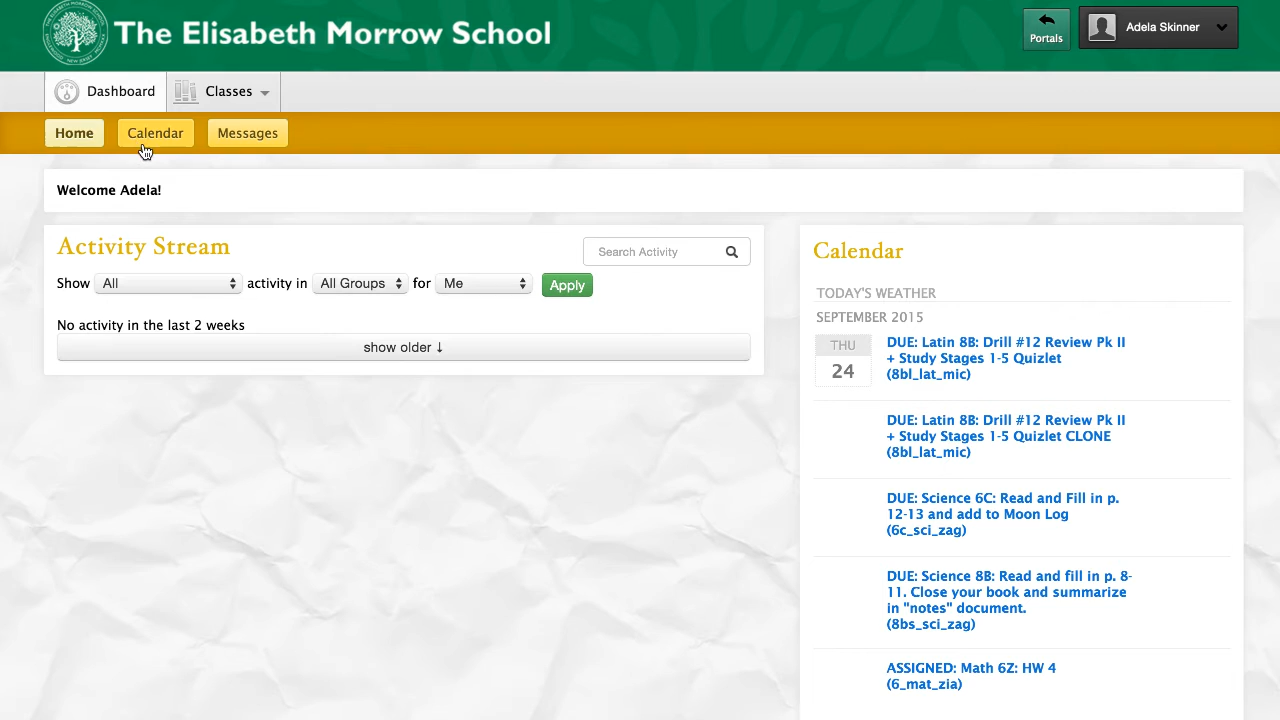 The Elisabeth Morrow School
Portals
Adela Skinner
Dashboard
Classes
Home
Calendar
Messages
Welcome Adela!
Activity Stream
Search Activity
Show All activity in All Groups for Me Apply
No activity in the last 2 weeks
show older ↓
Calendar
TODAY'S WEATHER
SEPTEMBER 2015
THU
24
DUE: Latin 8B: Drill #12 Review Pk II
+ Study Stages 1-5 Quizlet
(8bl_lat_mic)
DUE: Latin 8B: Drill #12 Review Pk II
+ Study Stages 1-5 Quizlet CLONE
(8bl_lat_mic)
DUE: Science 6C: Read and Fill in p.
12-13 and add to Moon Log
(6c_sci_zag)
DUE: Science 8B: Read and fill in p. 8-
11. Close your book and summarize
in "notes" document.
(8bs_sci_zag)
ASSIGNED: Math 6Z: HW 4
(6_mat_zia)